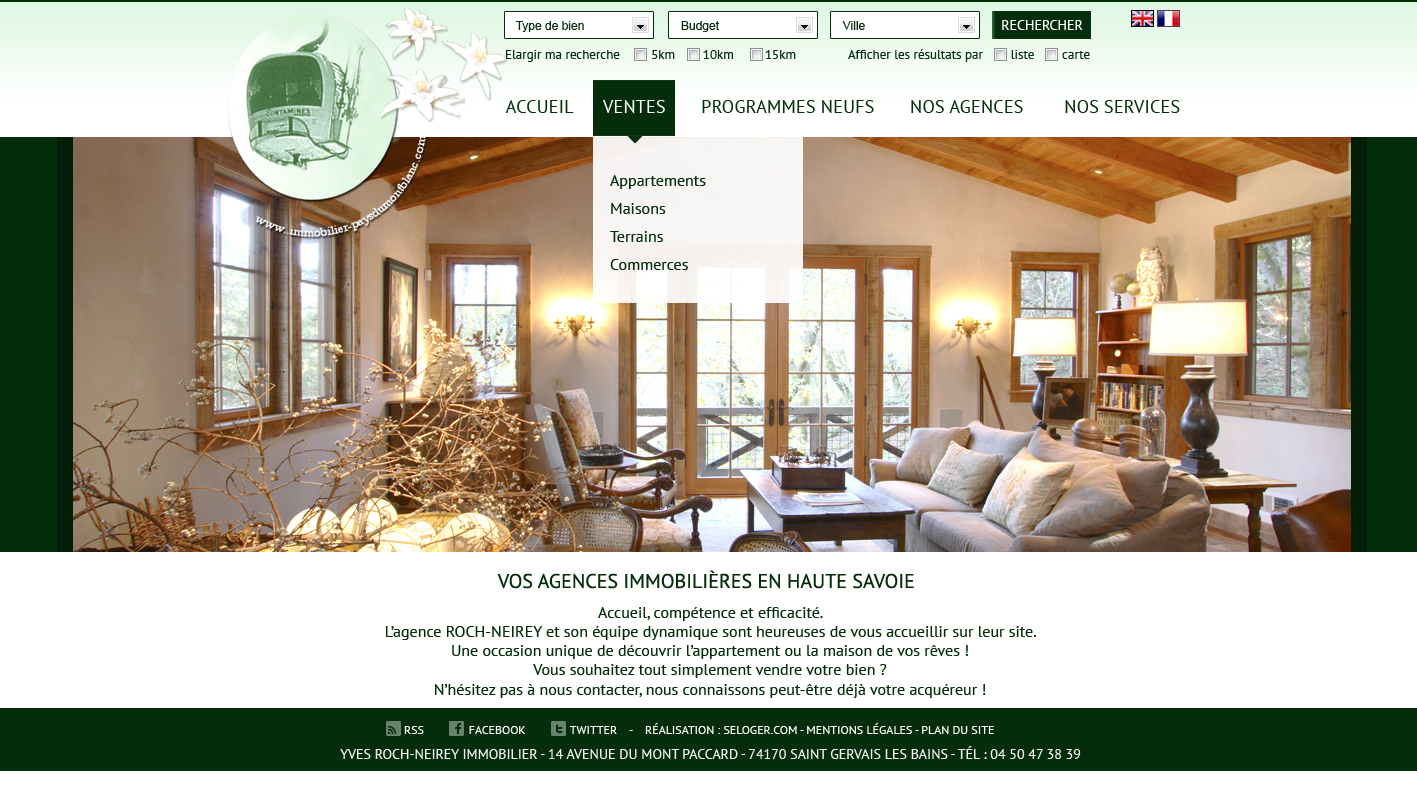 Type de bien
Budget
Ville
RECHERCHER
Elargir ma recherche
5km
10km
15km
Afficher les résultats par
liste
carte
CONTAMINES
www.immobilier-paysdumontblanc.com
ACCUEIL
VENTES
PROGRAMMES NEUFS
NOS AGENCES
NOS SERVICES
Appartements
Maisons
Terrains
Commerces
VOS AGENCES IMMOBILIÈRES EN HAUTE SAVOIE
Accueil, compétence et efficacité.
L’agence ROCH-NEIREY et son équipe dynamique sont heureuses de vous accueillir sur leur site.
Une occasion unique de découvrir l’appartement ou la maison de vos rêves !
Vous souhaitez tout simplement vendre votre bien ?
N’hésitez pas à nous contacter, nous connaissons peut-être déjà votre acquéreur !
RSS FACEBOOK TWITTER - RÉALISATION : SELOGER.COM - MENTIONS LÉGALES - PLAN DU SITE
YVES ROCH-NEIREY IMMOBILIER - 14 AVENUE DU MONT PACCARD - 74170 SAINT GERVAIS LES BAINS - TÉL : 04 50 47 38 39